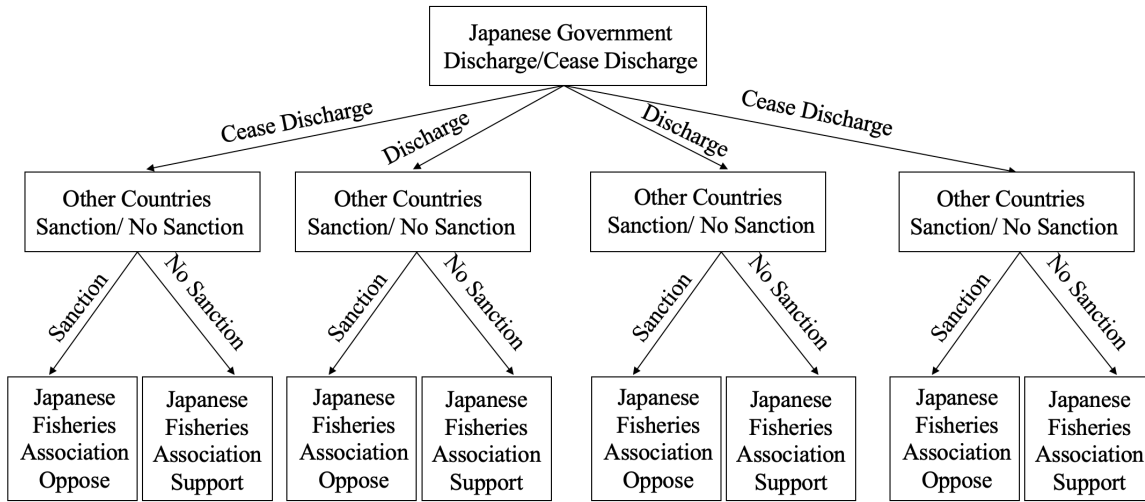 Japanese Government
Discharge/Cease Discharge
Cease Discharge
Discharge
Discharge
Cease Discharge
Other Countries
Sanction/ No Sanction
Other Countries
Sanction/ No Sanction
Other Countries
Sanction/ No Sanction
Other Countries
Sanction/ No Sanction
Sanction
No Sanction
Sanction
No Sanction
Sanction
No Sanction
Sanction
No Sanction
Japanese
Fisheries
Association
Oppose
Japanese
Fisheries
Association
Support
Japanese
Fisheries
Association
Oppose
Japanese
Fisheries
Association
Support
Japanese
Fisheries
Association
Oppose
Japanese
Fisheries
Association
Support
Japanese
Fisheries
Association
Oppose
Japanese
Fisheries
Association
Support